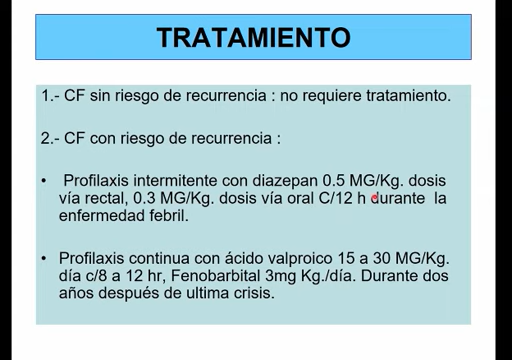 TRATAMIENTO
1.- CF sin riesgo de recurrencia : no requiere tratamiento.
2.- CF con riesgo de recurrencia :
• Profilaxis intermitente con diazepan 0.5 MG/Kg. dosis
vía rectal, 0.3 MG/Kg. dosis vía oral C/12 h durante la
enfermedad febril.
• Profilaxis continua con ácido valproico 15 a 30 MG/Kg.
día c/8 a 12 hr, Fenobarbital 3mg Kg./día. Durante dos
años después de ultima crisis.